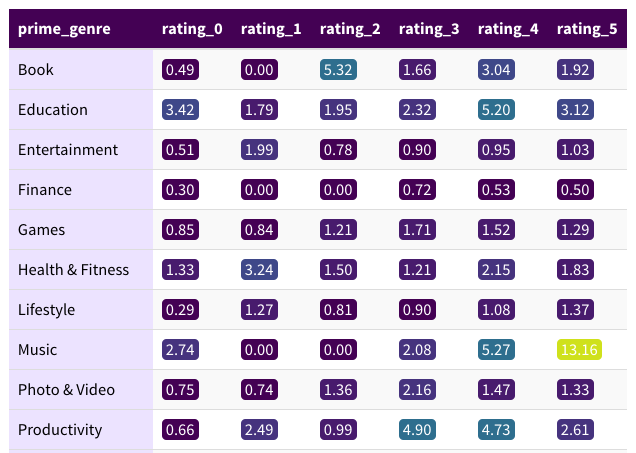 prime_genre rating_0 rating_1 rating_2 rating_3 rating_4 rating_5
Book 0.49 0.00 5.32 1.66 3.04 1.92
Education 3.42 1.79 1.95 2.32 5.20 3.12
Entertainment 0.51 1.99 0.78 0.90 0.95 1.03
Finance 0.30 0.00 0.00 0.72 0.53 0.50
Games 0.85 0.84 1.21 1.71 1.52 1.29
Health & Fitness 1.33 3.24 1.50 1.21 2.15 1.83
Lifestyle 0.29 1.27 0.81 0.90 1.08 1.37
Music 2.74 0.00 0.00 2.08 5.27 13.16
Photo & Video 0.75 0.74 1.36 2.16 1.47 1.33
Productivity 0.66 2.49 0.99 4.90 4.73 2.61